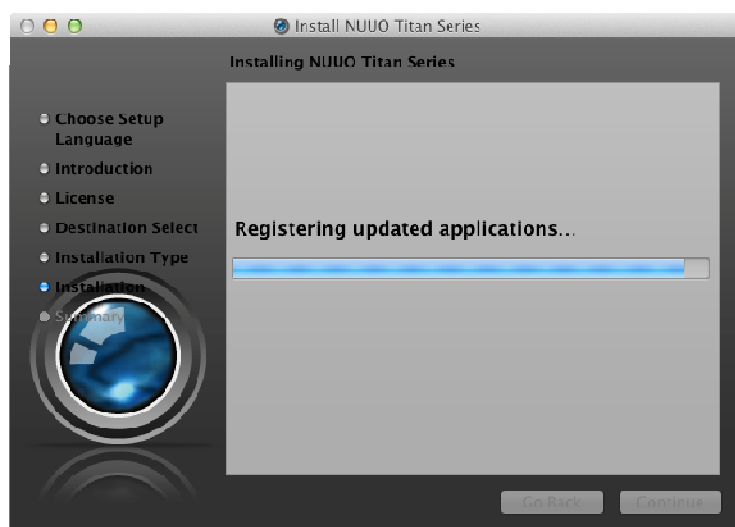 Install NUUO Titan Series
Installing NUUO Titan Series
Choose Setup
Language
Introduction
License
Destination Select
Installation Type
Installation
Summary
Registering updated applications...
Go Back
Continue